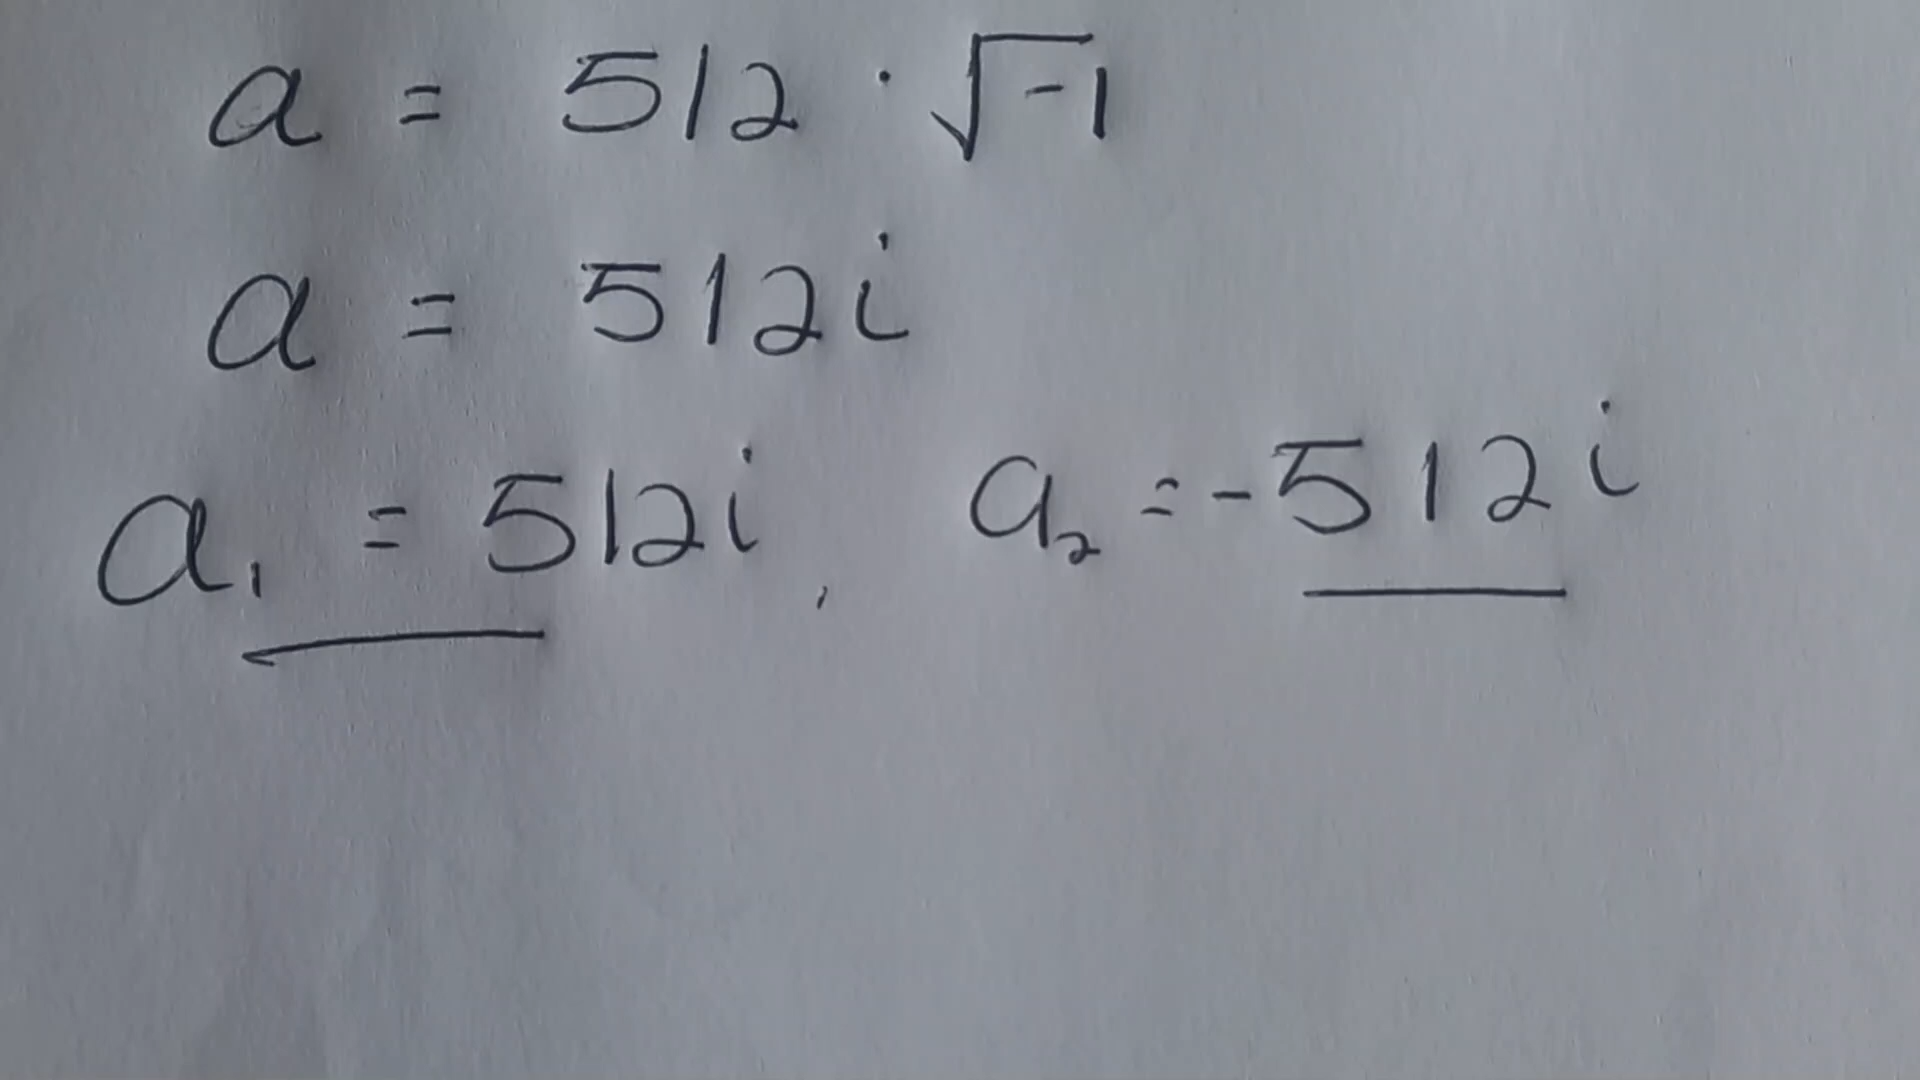 a = 512 · √-1
a = 512i
a₁ = 512i, a₂ = -512i